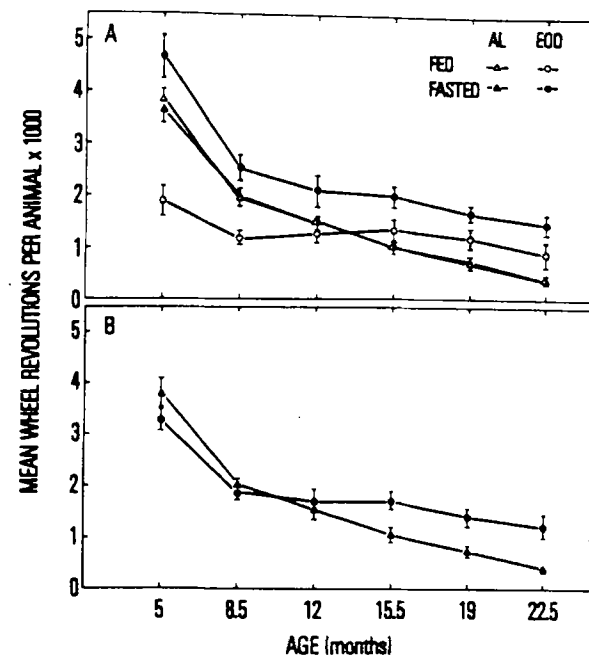 A
AL EOD
FED
FASTED
5
4
3
2
1
0
B
5
4
3
2
1
0
5 8.5 12 15.5 19 22.5
AGE (months)
MEAN WHEEL REVOLUTIONS PER ANIMAL x 1000